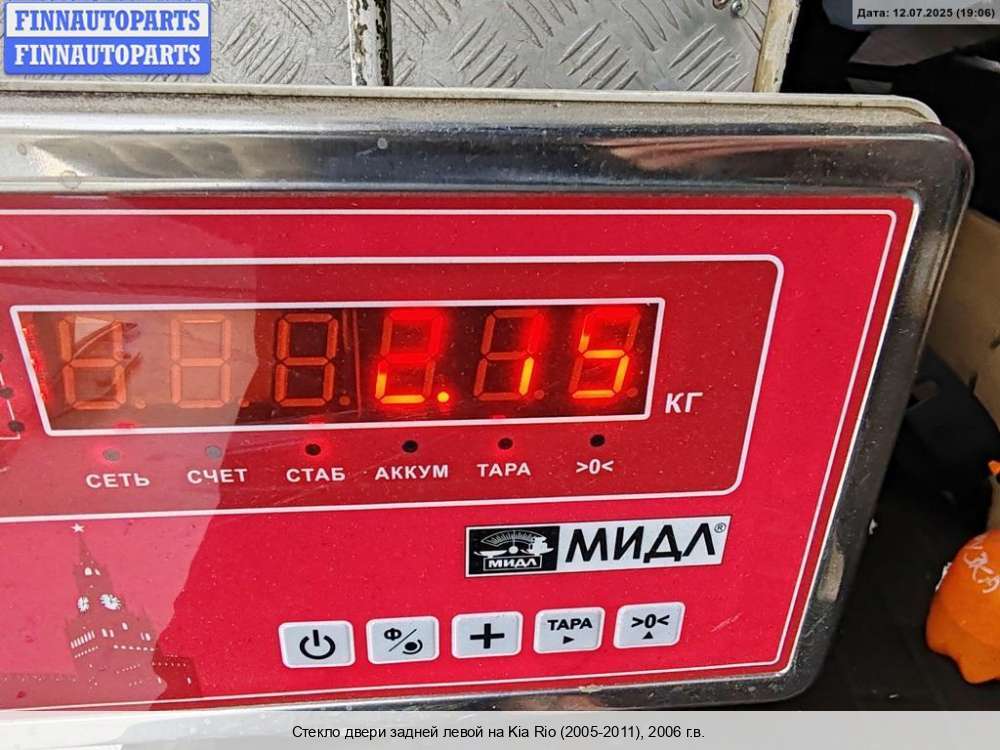 FINNAUTOPARTS
FINNAUTOPARTS
Дата: 12.07.2025 (19:06)
2.15
КГ
СЕТЬ СЧЕТ СТАБ АККУМ ТАРА >0<
МИДЛ МИДЛ®
Ф ТАРА >0<
Стекло двери задней левой на Kia Rio (2005-2011), 2006 г.в.